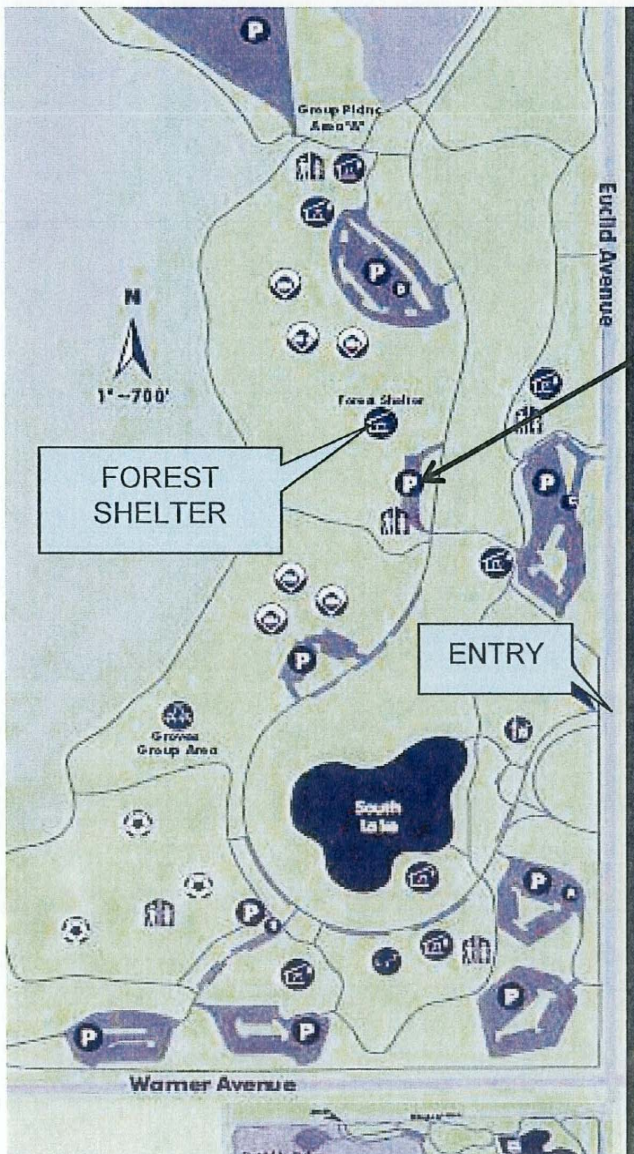 P
Group Picnic
Area "A"
Euclid Avenue
P
P
N
1" ~700'
Forest Shelter
FOREST
SHELTER
P
P
ENTRY
P
Groves
Group Area
South
Lake
P
P
P
P
P
Warner Avenue